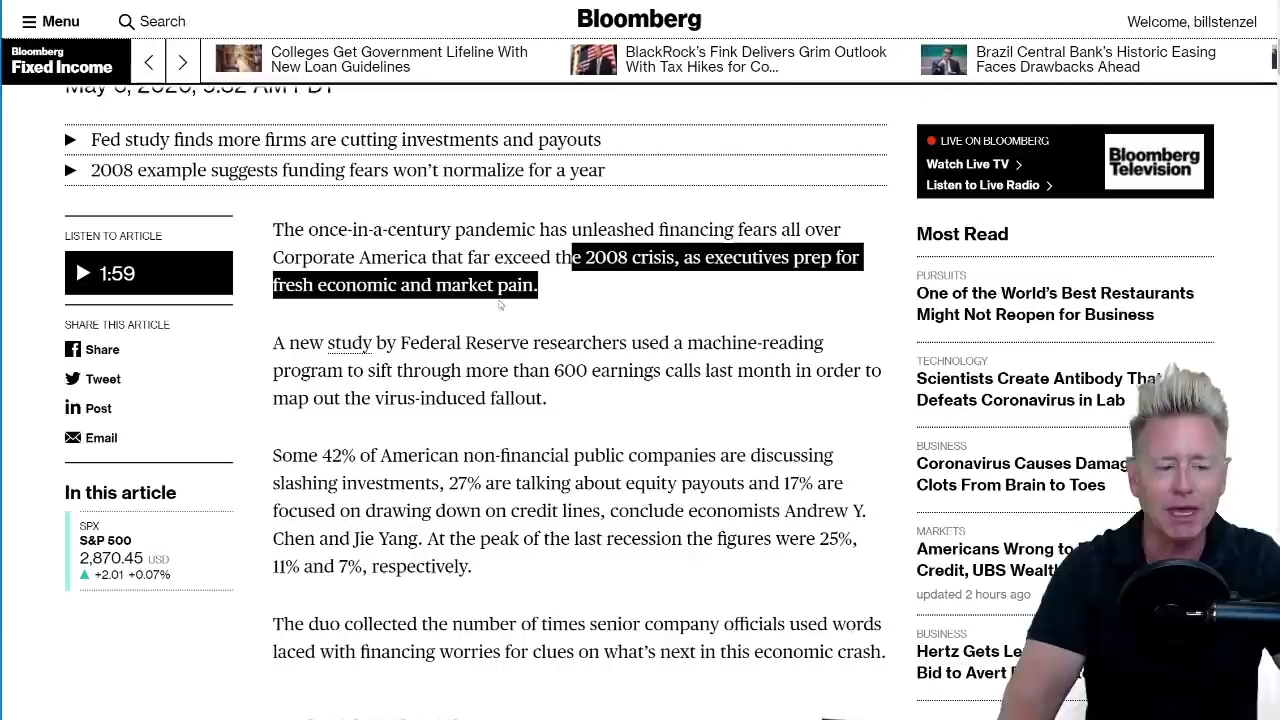 Menu
Search
Bloomberg
Welcome, billstenzel
Bloomberg
Fixed Income
Colleges Get Government Lifeline With
New Loan Guidelines
BlackRock's Fink Delivers Grim Outlook
With Tax Hikes for Co...
Brazil Central Bank's Historic Easing
Faces Drawbacks Ahead
Fed study finds more firms are cutting investments and payouts
2008 example suggests funding fears won't normalize for a year
LISTEN TO ARTICLE
1:59
SHARE THIS ARTICLE
Share
Tweet
Post
Email
In this article
SPX
S&P 500
2,870.45 USD
+2.01 +0.07%
The once-in-a-century pandemic has unleashed financing fears all over
Corporate America that far exceed the 2008 crisis, as executives prep for
fresh economic and market pain.
A new study by Federal Reserve researchers used a machine-reading
program to sift through more than 600 earnings calls last month in order to
map out the virus-induced fallout.
Some 42% of American non-financial public companies are discussing
slashing investments, 27% are talking about equity payouts and 17% are
focused on drawing down on credit lines, conclude economists Andrew Y.
Chen and Jie Yang. At the peak of the last recession the figures were 25%,
11% and 7%, respectively.
The duo collected the number of times senior company officials used words
laced with financing worries for clues on what's next in this economic crash.
LIVE ON BLOOMBERG
Watch Live TV
Listen to Live Radio
Bloomberg
Television
Most Read
PURSUITS
One of the World's Best Restaurants
Might Not Reopen for Business
TECHNOLOGY
Scientists Create Antibody That
Defeats Coronavirus in Lab
BUSINESS
Coronavirus Causes
Clots From Brain to Toes
MARKETS
Americans Wrong to
Credit, UBS
updated 2 hours ago
BUSINESS
Hertz Gets
Bid to Avert